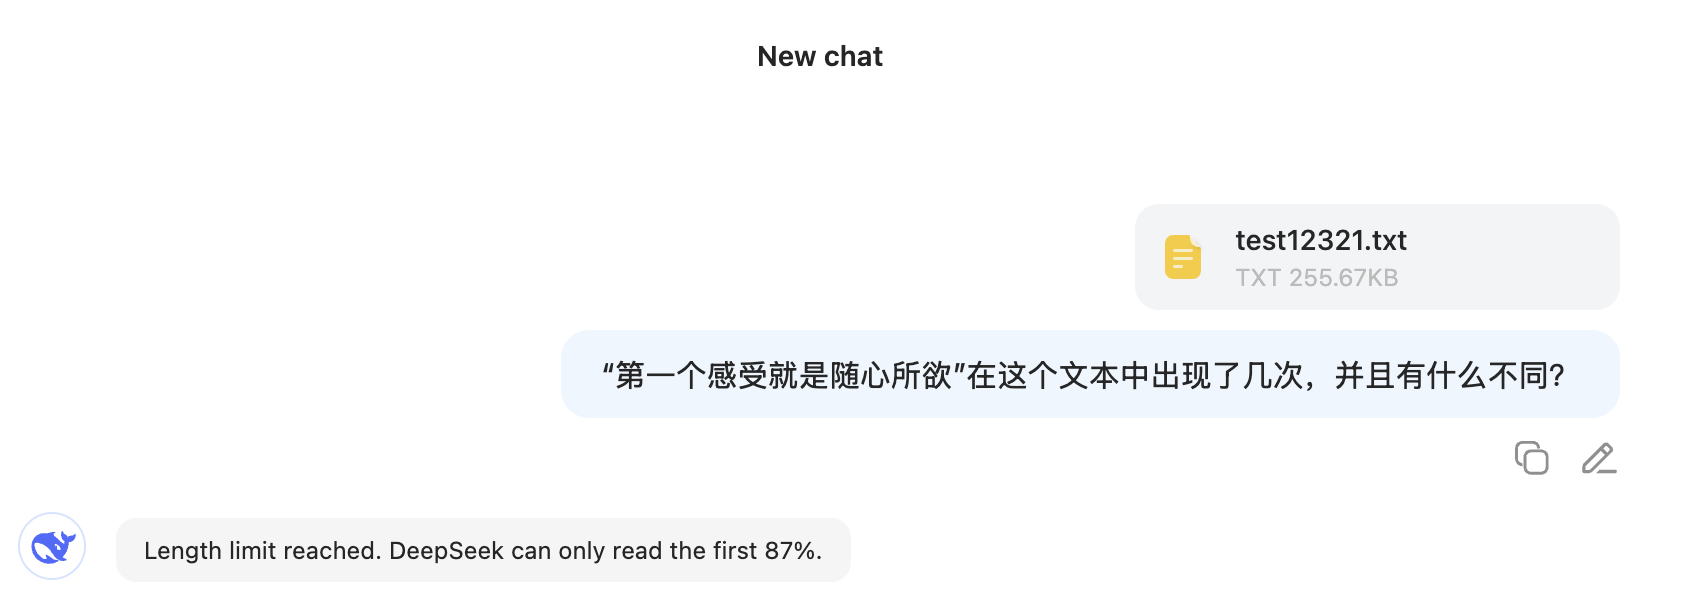 New chat
test12321.txt
TXT 255.67KB
“第一个感受就是随心所欲”在这个文本中出现了几次，并且有什么不同？
Length limit reached. DeepSeek can only read the first 87%.